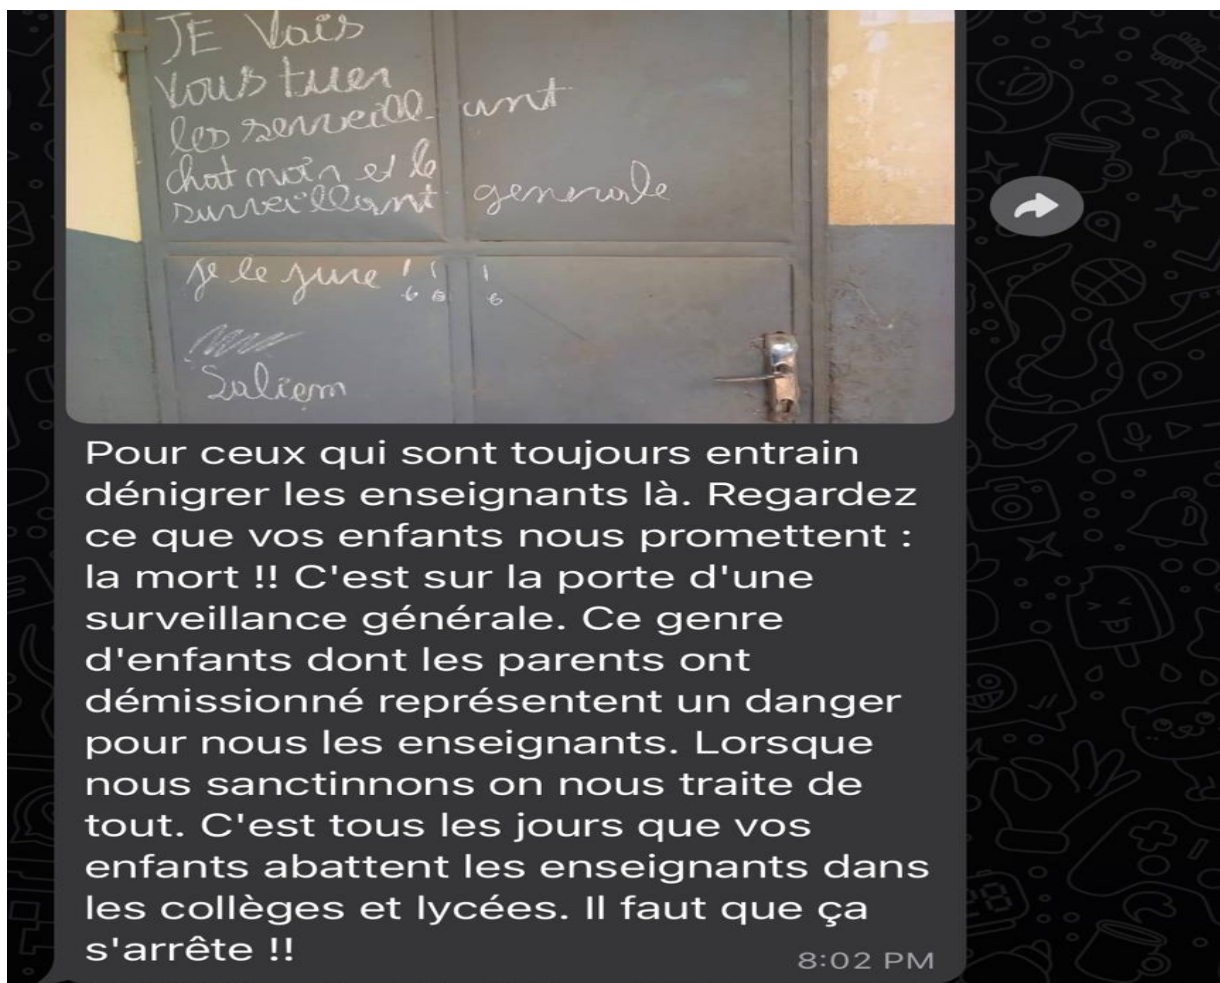 JE Vais
vous tuer
les serveill- ant
chat noir et le
surveillant generale
je le jure ! ! !
Saliem
Pour ceux qui sont toujours entrain
dénigrer les enseignants là. Regardez
ce que vos enfants nous promettent :
la mort !! C'est sur la porte d'une
surveillance générale. Ce genre
d'enfants dont les parents ont
démissionné représentent un danger
pour nous les enseignants. Lorsque
nous sanctinnons on nous traite de
tout. C'est tous les jours que vos
enfants abattent les enseignants dans
les collèges et lycées. Il faut que ça
s'arrête !!
8:02 PM